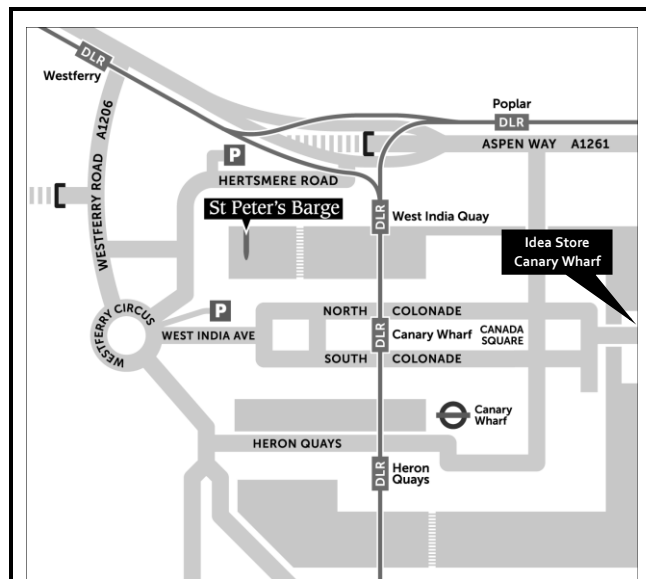 DLR
Westferry
WESTFERRY ROAD A1206
Poplar
DLR
ASPEN WAY A1261
P
HERTSMERE ROAD
St Peter's Barge
DLR
West India Quay
Idea Store
Canary Wharf
P
WESTFERRY CIRCUS
WEST INDIA AVE
NORTH COLONADE
DLR
Canary Wharf
CANADA
SQUARE
SOUTH COLONADE
Canary
Wharf
HERON QUAYS
DLR
Heron
Quays